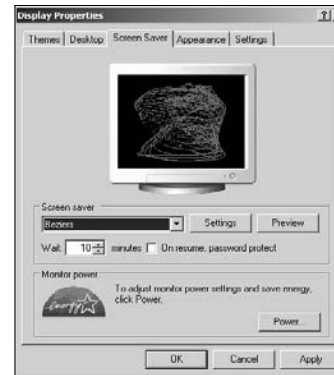 Display Properties ?
Themes Desktop Screen Saver Appearance Settings
Screen saver
Beziers Settings Preview
Wait: 10 minutes On resume, password protect
Monitor power
To adjust monitor power settings and save energy,
click Power.
energy
Power...
OK Cancel Apply